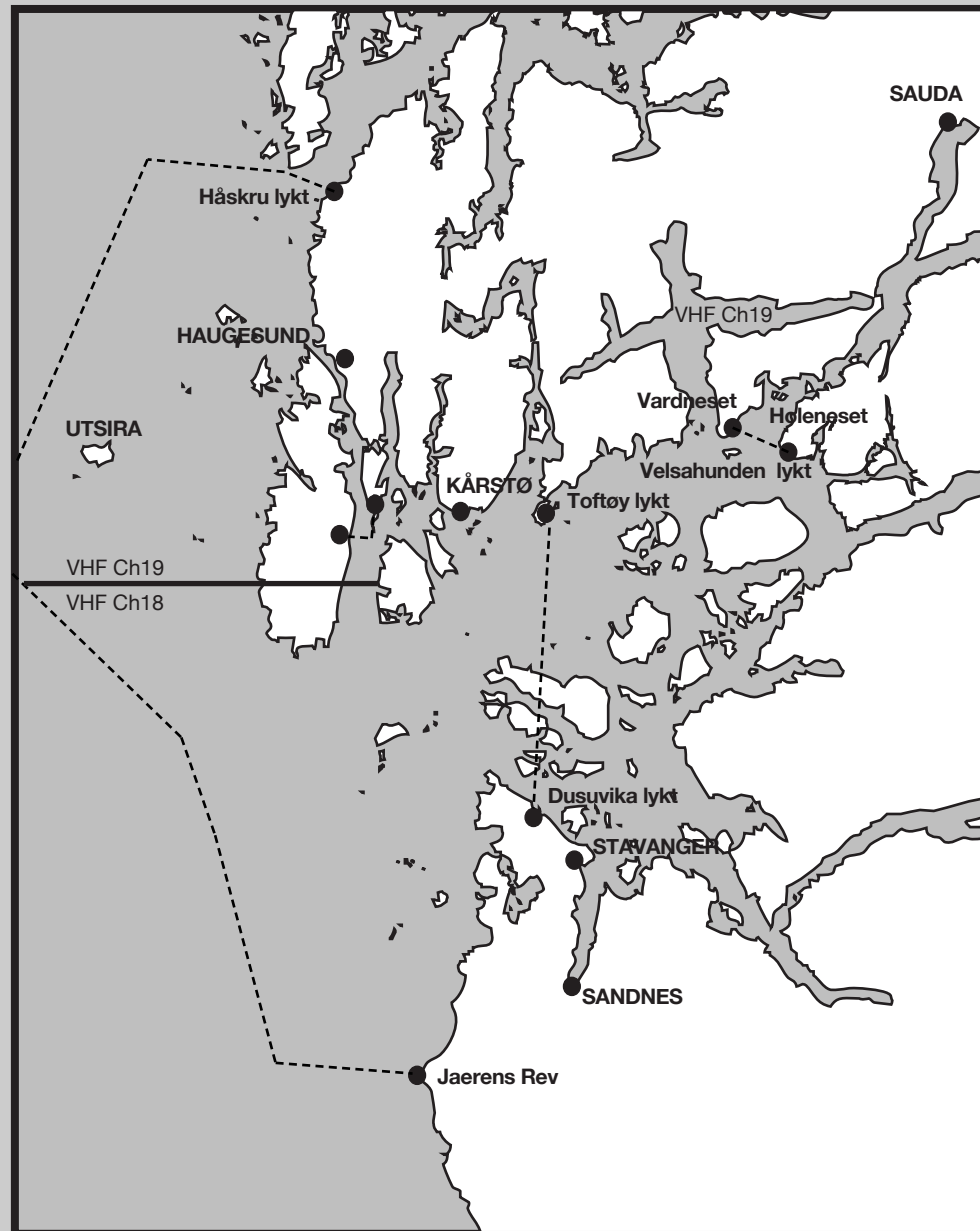 SAUDA
Håskru lykt
VHF Ch19
HAUGESUND
Vardneset
Holeneset
UTSIRA
Velsahunden lykt
KÅRSTØ
Toftøy lykt
VHF Ch19
VHF Ch18
Dusuvika lykt
STAVANGER
SANDNES
Jaerens Rev